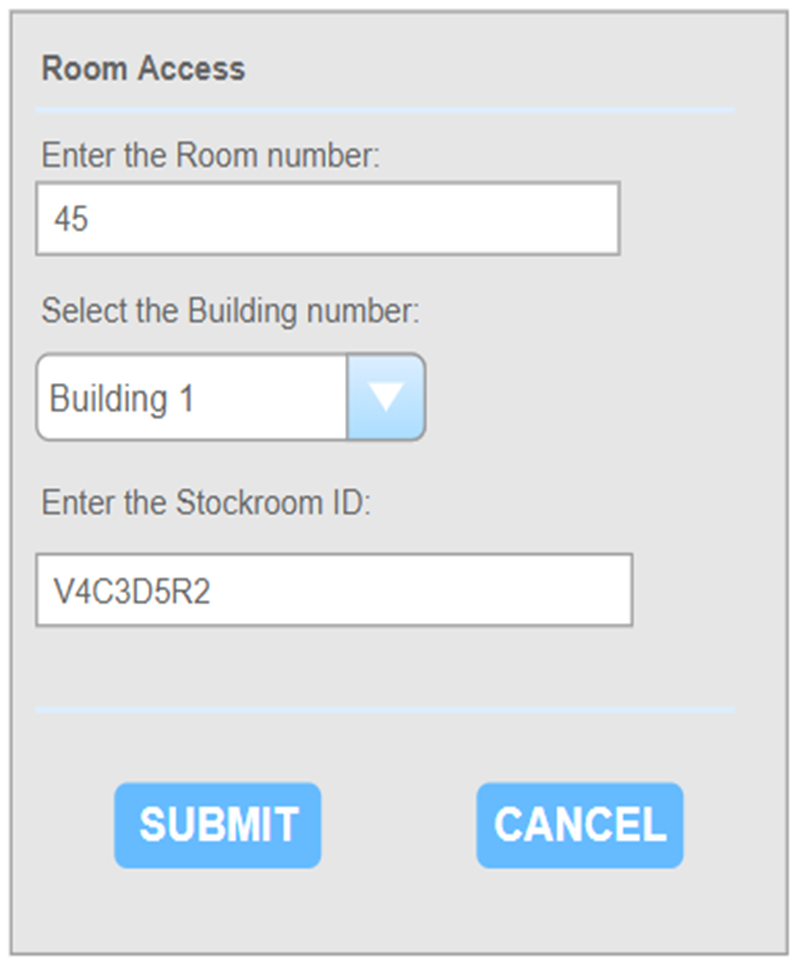 Room Access
Enter the Room number:
45
Select the Building number:
Building 1
Enter the Stockroom ID:
V4C3D5R2
SUBMIT CANCEL